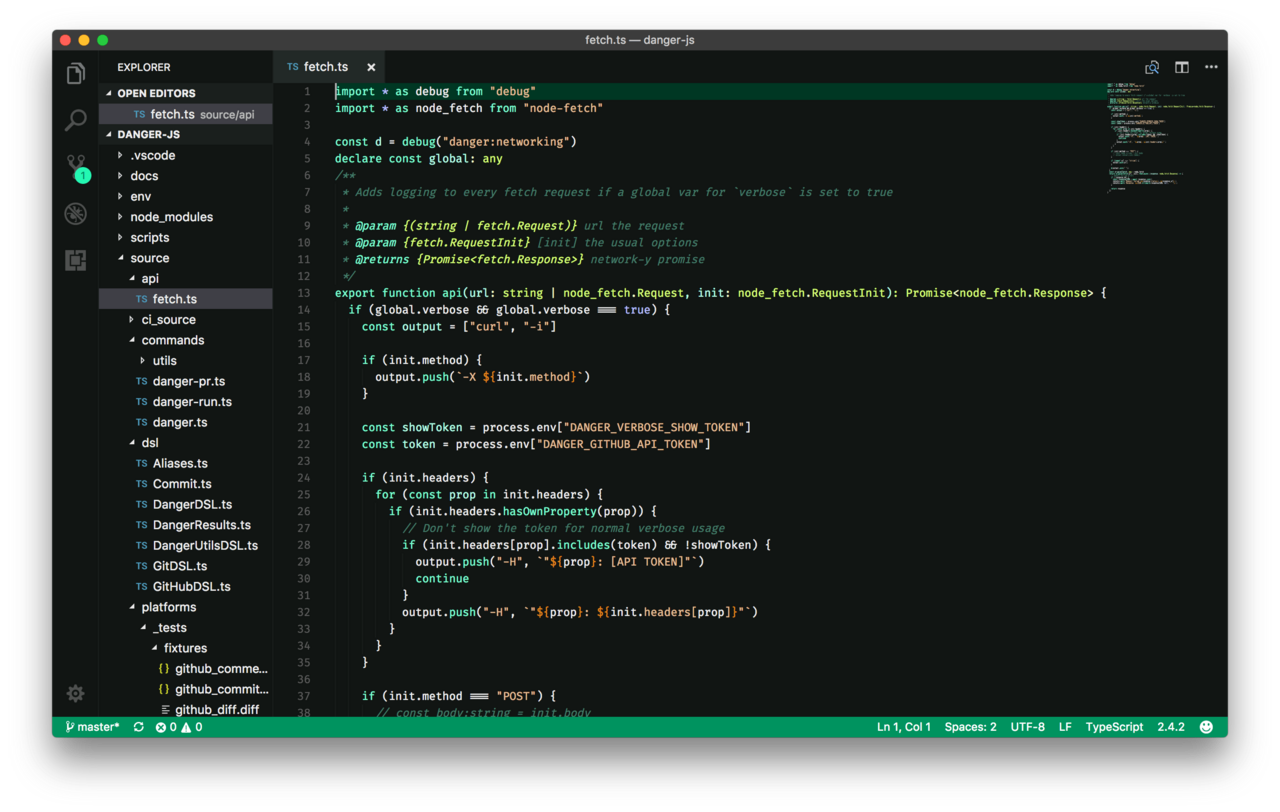 fetch.ts — danger-js
EXPLORER
OPEN EDITORS
TS fetch.ts source/api
DANGER-JS
.vscode
docs
env
node_modules
scripts
source
api
TS fetch.ts
ci_source
commands
utils
TS danger-pr.ts
TS danger-run.ts
TS danger.ts
dsl
TS Aliases.ts
TS Commit.ts
TS DangerDSL.ts
TS DangerResults.ts
TS DangerUtilsDSL.ts
TS GitDSL.ts
TS GitHubDSL.ts
platforms
_tests
fixtures
{} github_comme...
{} github_commit...
github_diff.diff
1
TS fetch.ts ×
1 import * as debug from "debug"
2 import * as node_fetch from "node-fetch"
3
4 const d = debug("danger:networking")
5 declare const global: any
6 /**
7 * Adds logging to every fetch request if a global var for `verbose` is set to true
8 *
9 * @param {(string | fetch.Request)} url the request
10 * @param {fetch.RequestInit} [init] the usual options
11 * @returns {Promise<fetch.Response>} network-y promise
12 */
13 export function api(url: string | node_fetch.Request, init: node_fetch.RequestInit): Promise<node_fetch.Response> {
14 if (global.verbose && global.verbose === true) {
15 const output = ["curl", "-i"]
16
17 if (init.method) {
18 output.push(`-X ${init.method}`)
19 }
20
21 const showToken = process.env["DANGER_VERBOSE_SHOW_TOKEN"]
22 const token = process.env["DANGER_GITHUB_API_TOKEN"]
23
24 if (init.headers) {
25 for (const prop in init.headers) {
26 if (init.headers.hasOwnProperty(prop)) {
27 // Don't show the token for normal verbose usage
28 if (init.headers[prop].includes(token) && !showToken) {
29 output.push("-H", `"${prop}: [API TOKEN]"`)
30 continue
31 }
32 output.push("-H", `"${prop}: ${init.headers[prop]}"`)
33 }
34 }
35 }
36
37 if (init.method === "POST") {
38 // const body:string = init.body
master* 0 0
Ln 1, Col 1 Spaces: 2 UTF-8 LF TypeScript 2.4.2